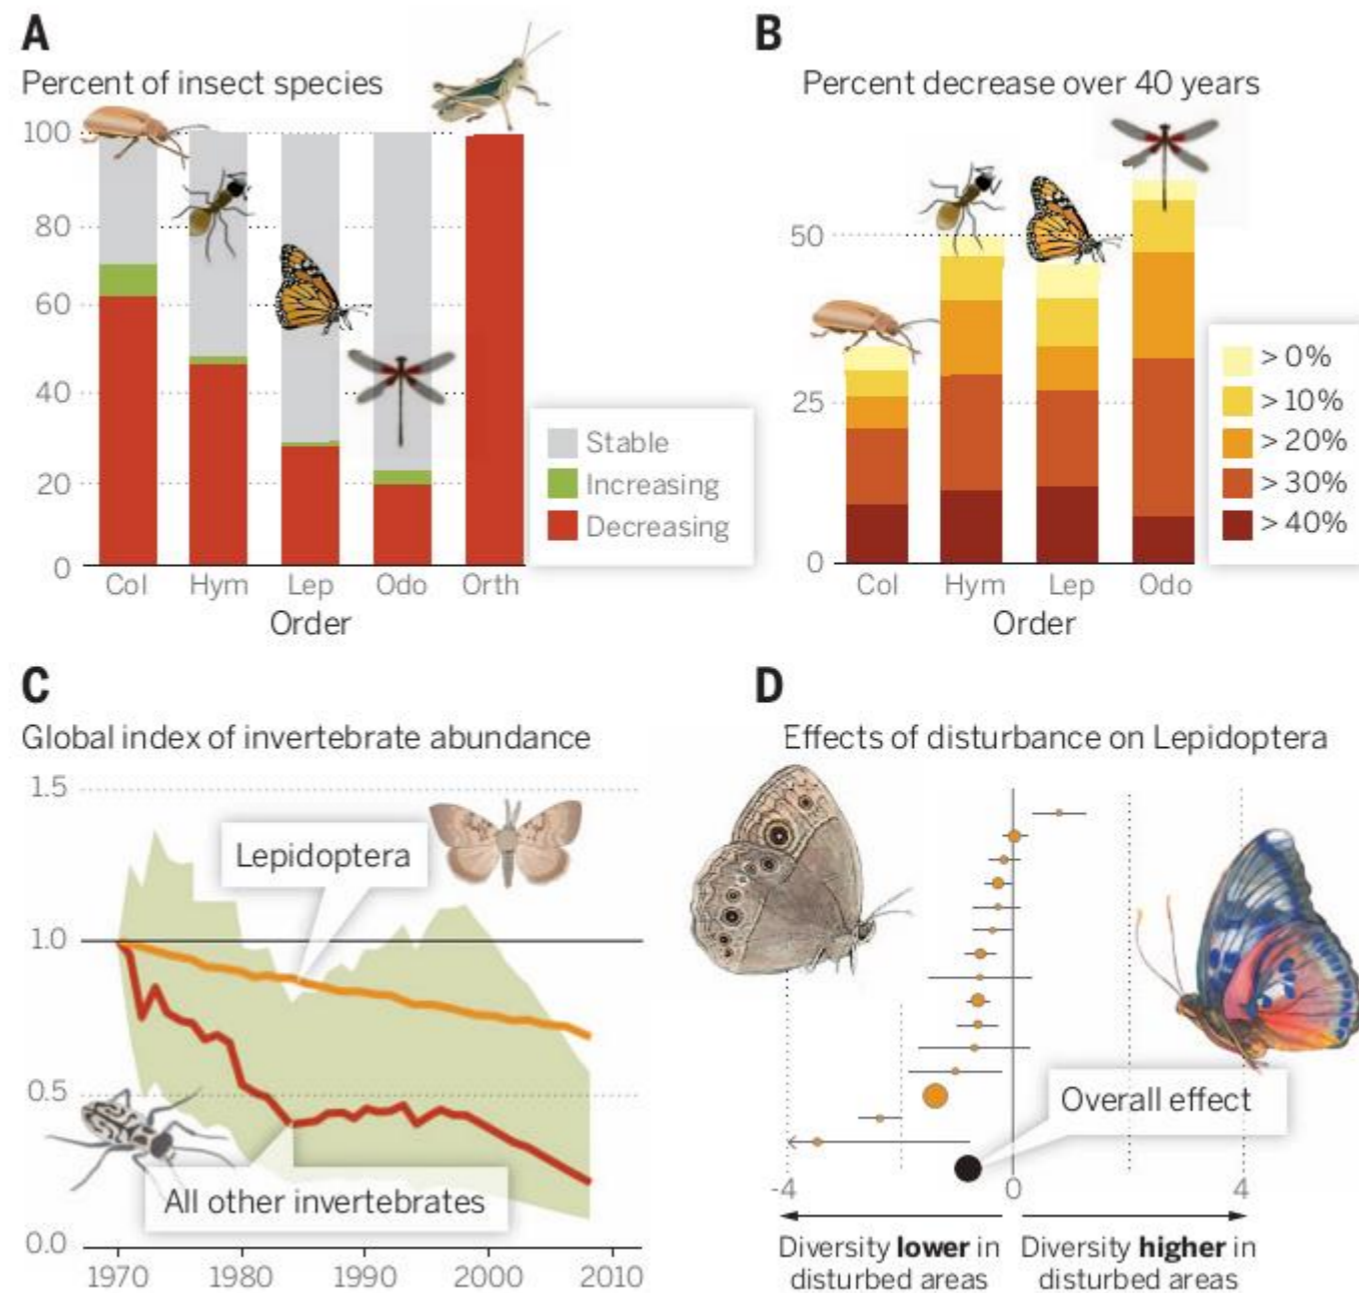 A
Percent of insect species
100
80
60
40
20
0
Stable
Increasing
Decreasing
Col Hym Lep Odo Orth
Order
B
Percent decrease over 40 years
50
25
0
> 0%
> 10%
> 20%
> 30%
> 40%
Col Hym Lep Odo
Order
C
Global index of invertebrate abundance
1.5
1.0
0.5
0.0
Lepidoptera
All other invertebrates
1970 1980 1990 2000 2010
D
Effects of disturbance on Lepidoptera
Overall effect
-4 0 4
Diversity lower in
disturbed areas
Diversity higher in
disturbed areas